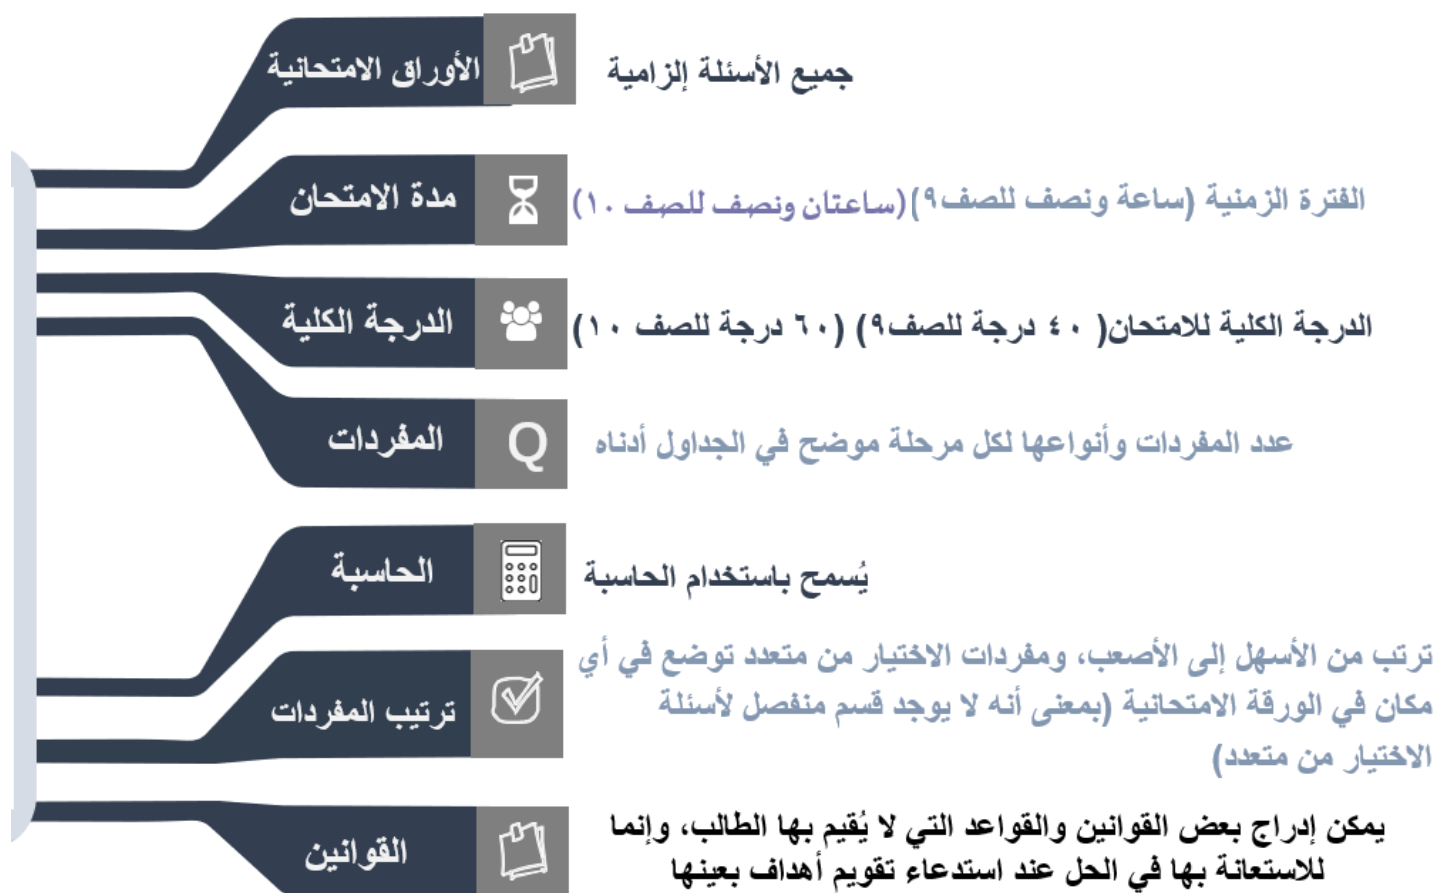 الأوراق الامتحانية
جميع الأسئلة إلزامية
مدة الامتحان
الفترة الزمنية (ساعة ونصف للصف ٩)(ساعتان ونصف للصف ١٠)
الدرجة الكلية
الدرجة الكلية للامتحان( ٤٠ درجة للصف ٩) (٦٠ درجة للصف ١٠)
المفردات
Q
عدد المفردات وأنواعها لكل مرحلة موضح في الجداول أدناه
الحاسبة
يُسمح باستخدام الحاسبة
ترتيب المفردات
ترتب من الأسهل إلى الأصعب، ومفردات الاختيار من متعدد توضع في أي
مكان في الورقة الامتحانية (بمعنى أنه لا يوجد قسم منفصل لأسئلة
الاختيار من متعدد)
القوانين
يمكن إدراج بعض القوانين والقواعد التي لا يُقيم بها الطالب، وإنما
للاستعانة بها في الحل عند استدعاء تقويم أهداف بعينها